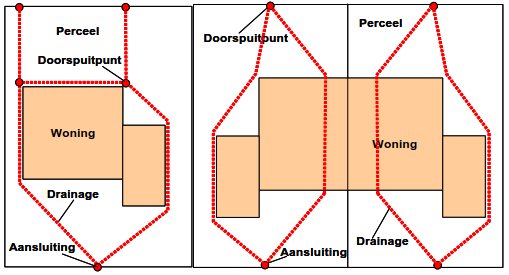 Perceel
Doorspuitpunt
Woning
Drainage
Aansluiting
Doorspuitpunt
Perceel
Woning
Drainage
Aansluiting